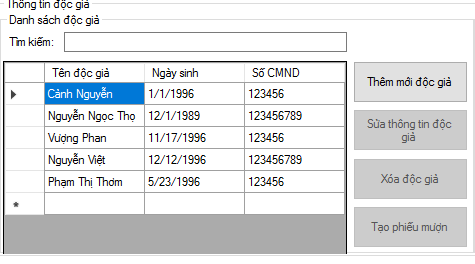 Thông tin độc giả
Danh sách độc giả
Tìm kiếm:
Tên độc giả Ngày sinh Số CMND
Cảnh Nguyễn 1/1/1996 123456
Nguyễn Ngọc Thọ 12/1/1989 123456789
Vượng Phan 11/17/1996 123456
Nguyễn Việt 12/12/1996 123456789
Phạm Thị Thơm 5/23/1996 123456
*
Thêm mới độc giả
Sửa thông tin độc
giả
Xóa độc giả
Tạo phiếu mượn